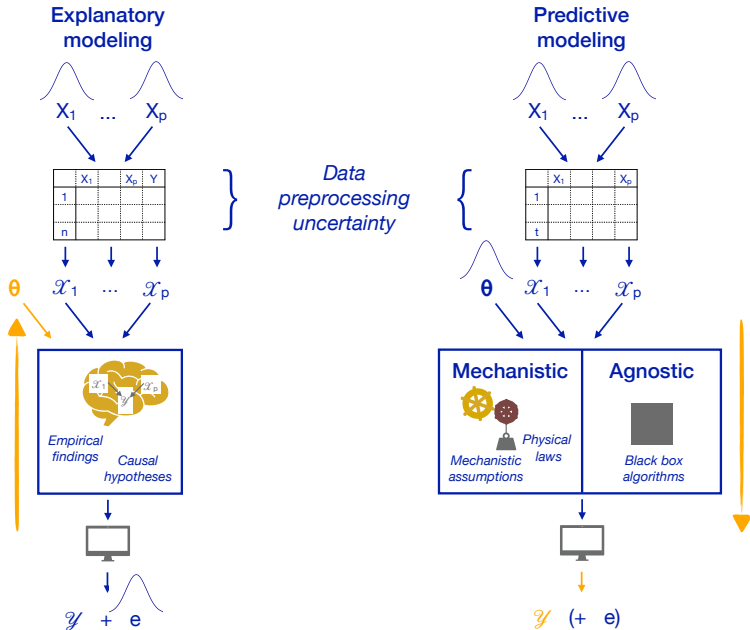 Explanatory
modeling
X1 ... Xp
X1 Xp Y
1
n
θ 𝒳1 ... 𝒳p
𝒳1 𝒳p
𝒴
Empirical
findings
Causal
hypotheses
𝒴 + e
Data
preprocessing
uncertainty
Predictive
modeling
X1 ... Xp
X1 Xp
1
t
θ 𝒳1 ... 𝒳p
Mechanistic
Physical
laws
Mechanistic
assumptions
Agnostic
Black box
algorithms
𝒴 (+ e)